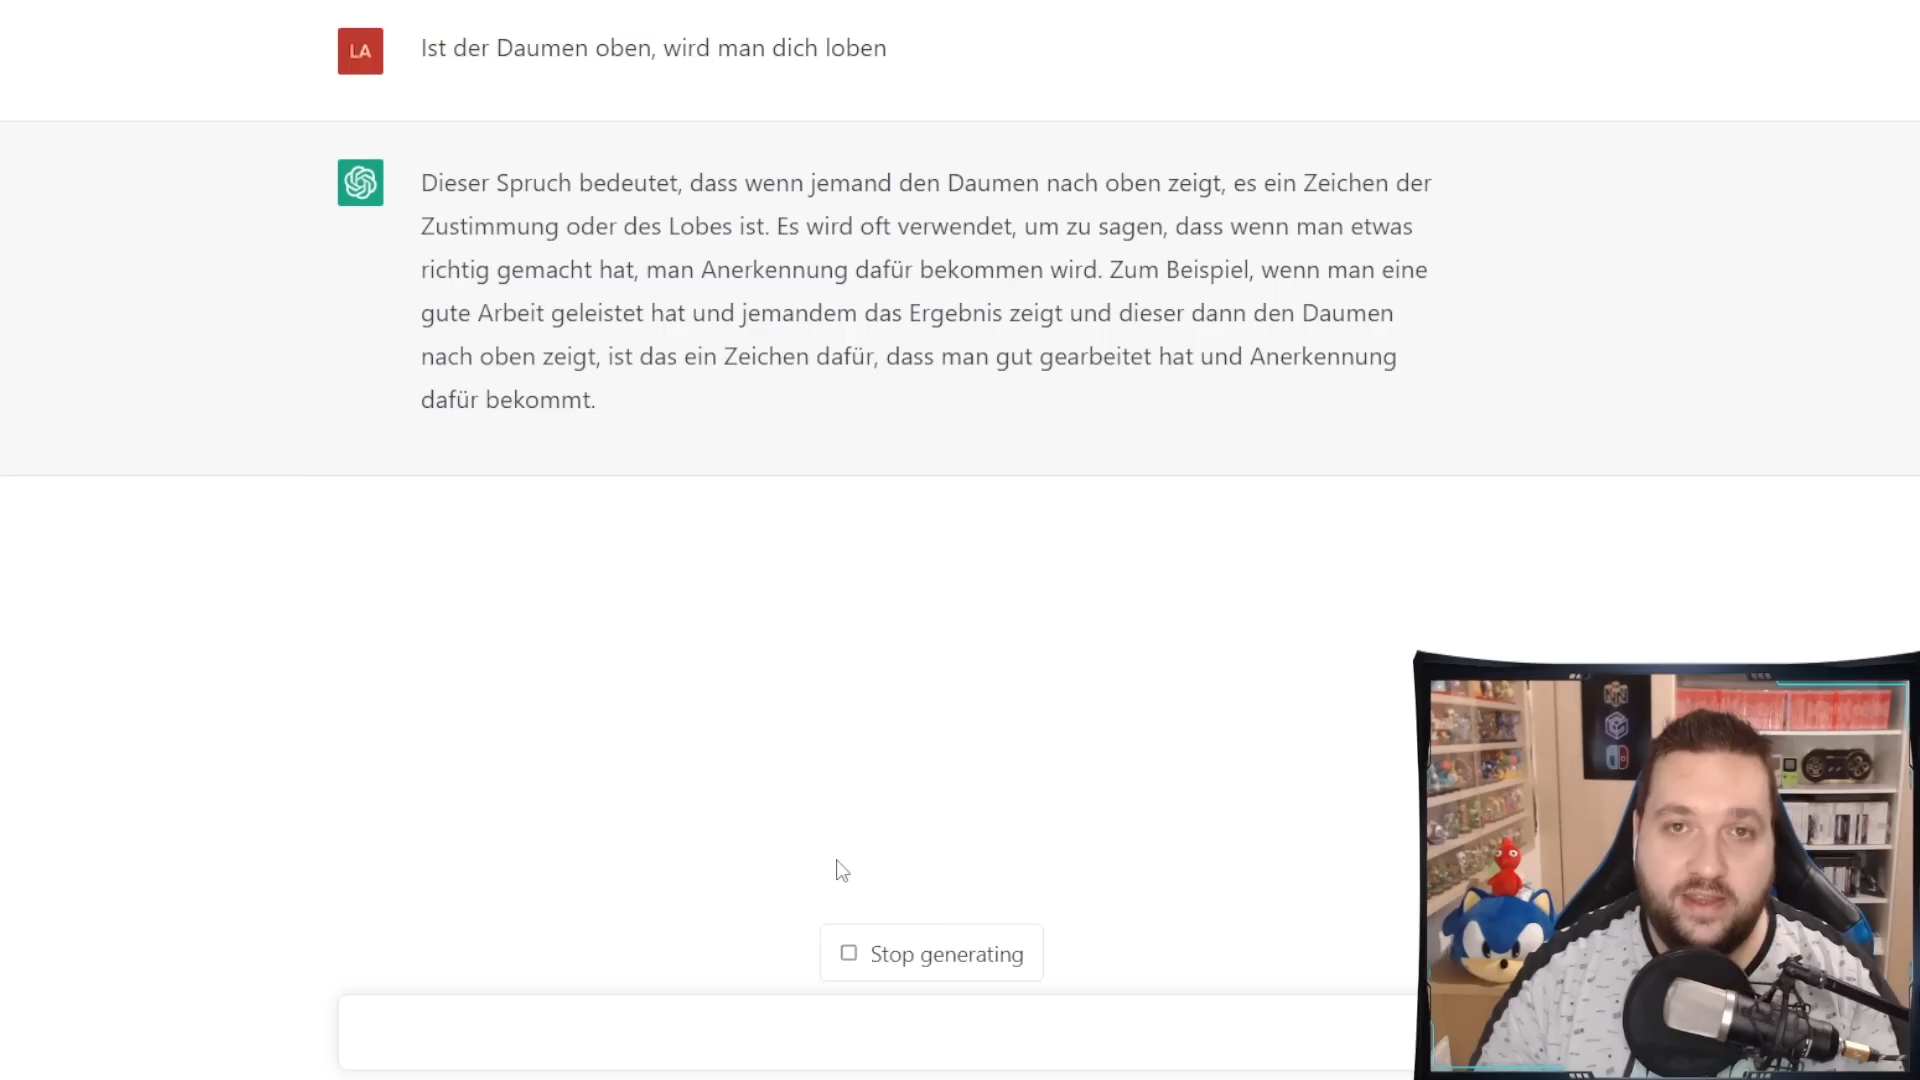 LA
Ist der Daumen oben, wird man dich loben
Dieser Spruch bedeutet, dass wenn jemand den Daumen nach oben zeigt, es ein Zeichen der
Zustimmung oder des Lobes ist. Es wird oft verwendet, um zu sagen, dass wenn man etwas
richtig gemacht hat, man Anerkennung dafür bekommen wird. Zum Beispiel, wenn man eine
gute Arbeit geleistet hat und jemandem das Ergebnis zeigt und dieser dann den Daumen
nach oben zeigt, ist das ein Zeichen dafür, dass man gut gearbeitet hat und Anerkennung
dafür bekommt.
Stop generating